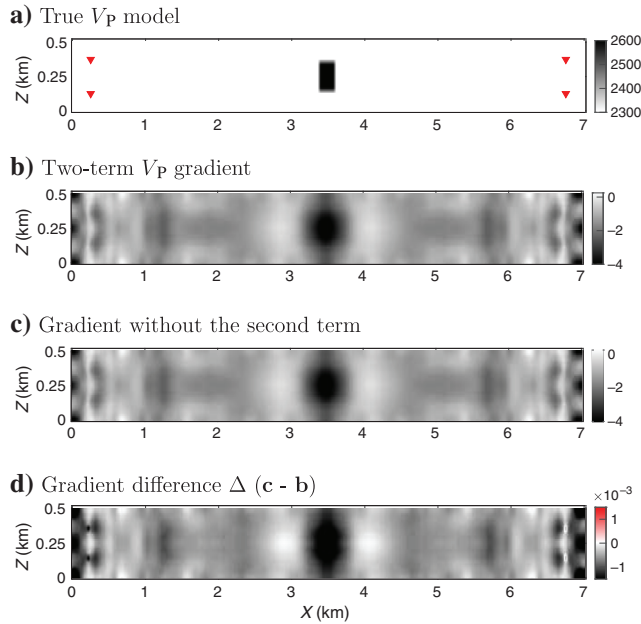 a) True V_P model
0.5
0.25
0
Z (km)
0 1 2 3 4 5 6 7
2600
2500
2400
2300
b) Two-term V_P gradient
0.5
0.25
0
Z (km)
0 1 2 3 4 5 6 7
0
−2
−4
c) Gradient without the second term
0.5
0.25
0
Z (km)
0 1 2 3 4 5 6 7
0
−2
−4
d) Gradient difference Δ (c - b)
0.5
0.25
0
Z (km)
0 1 2 3 4 5 6 7
X (km)
×10⁻³
1
0
−1